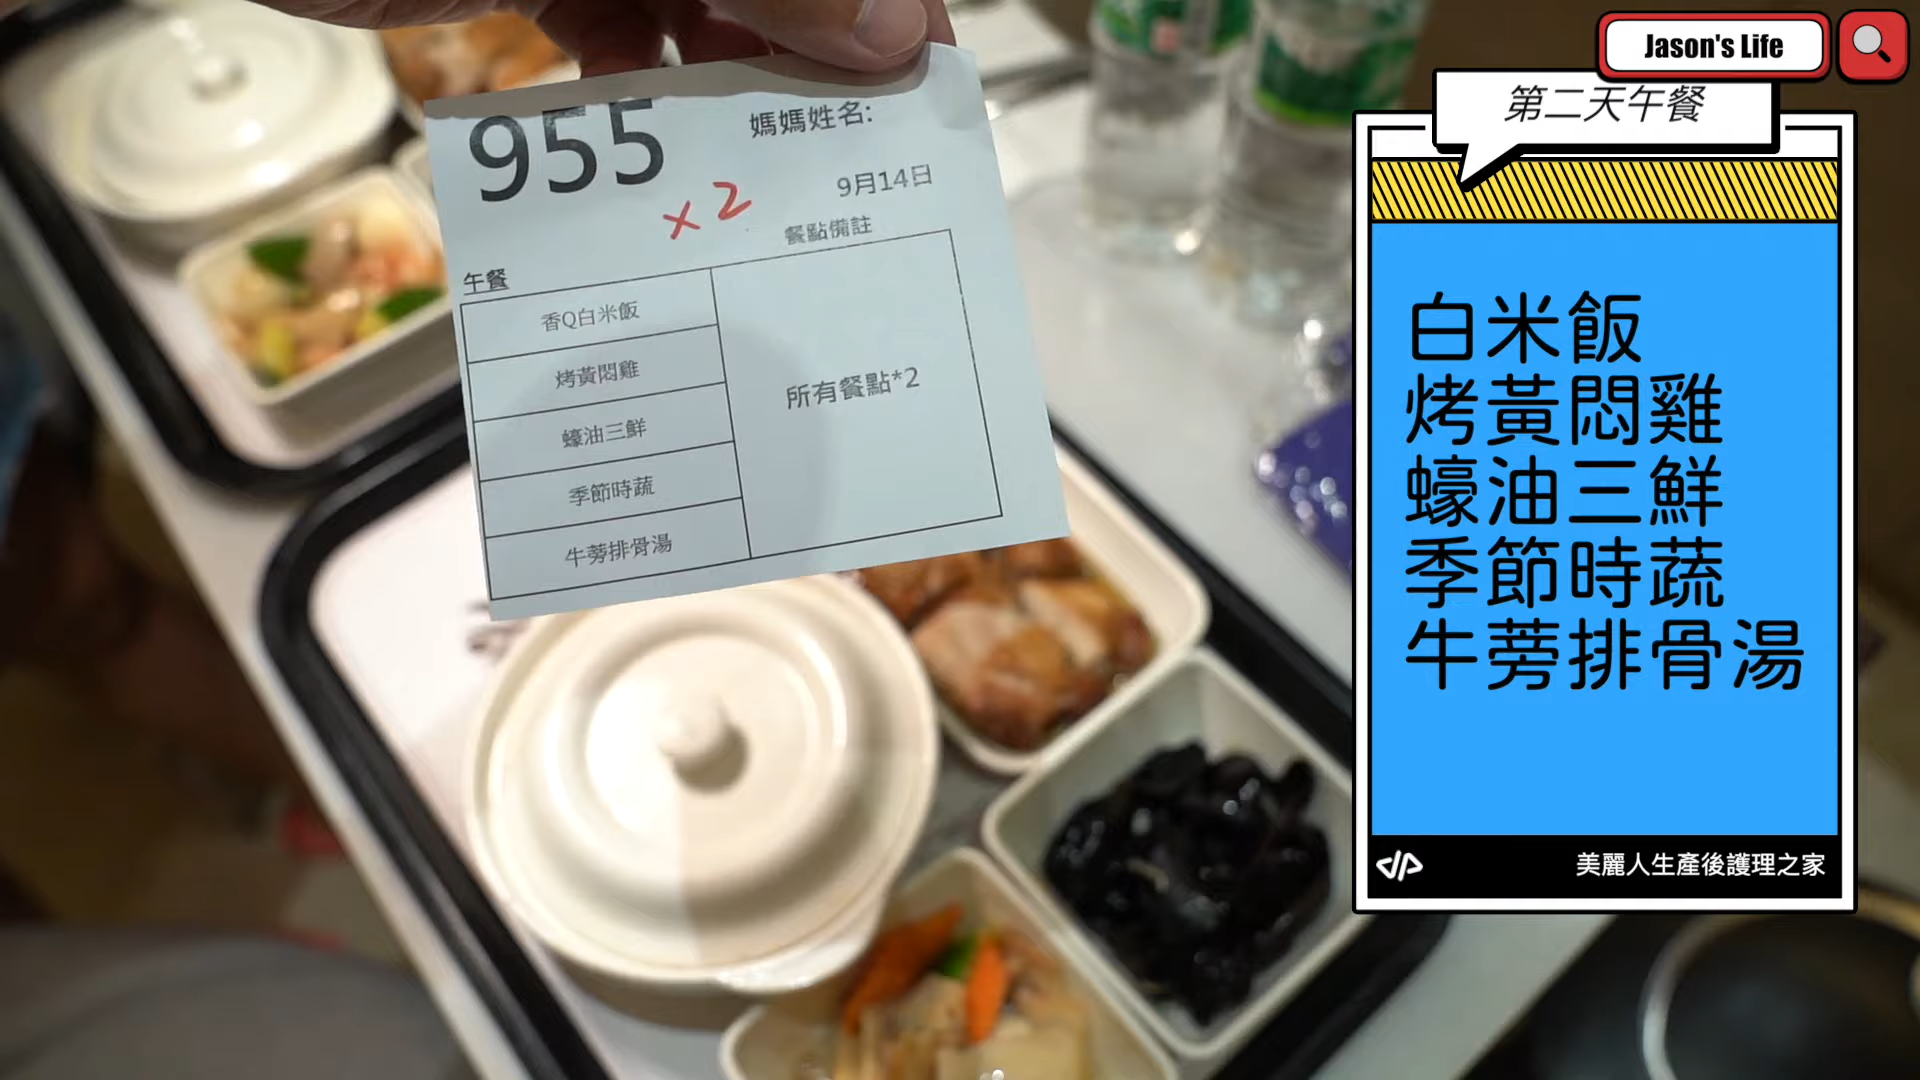 955
媽媽姓名:
x2
9月14日
餐點備註
午餐
香Q白米飯
烤黃悶雞
蠔油三鮮
季節時蔬
牛蒡排骨湯
所有餐點*2
Jason's Life
第二天午餐
白米飯
烤黃悶雞
蠔油三鮮
季節時蔬
牛蒡排骨湯
美麗人生產後護理之家